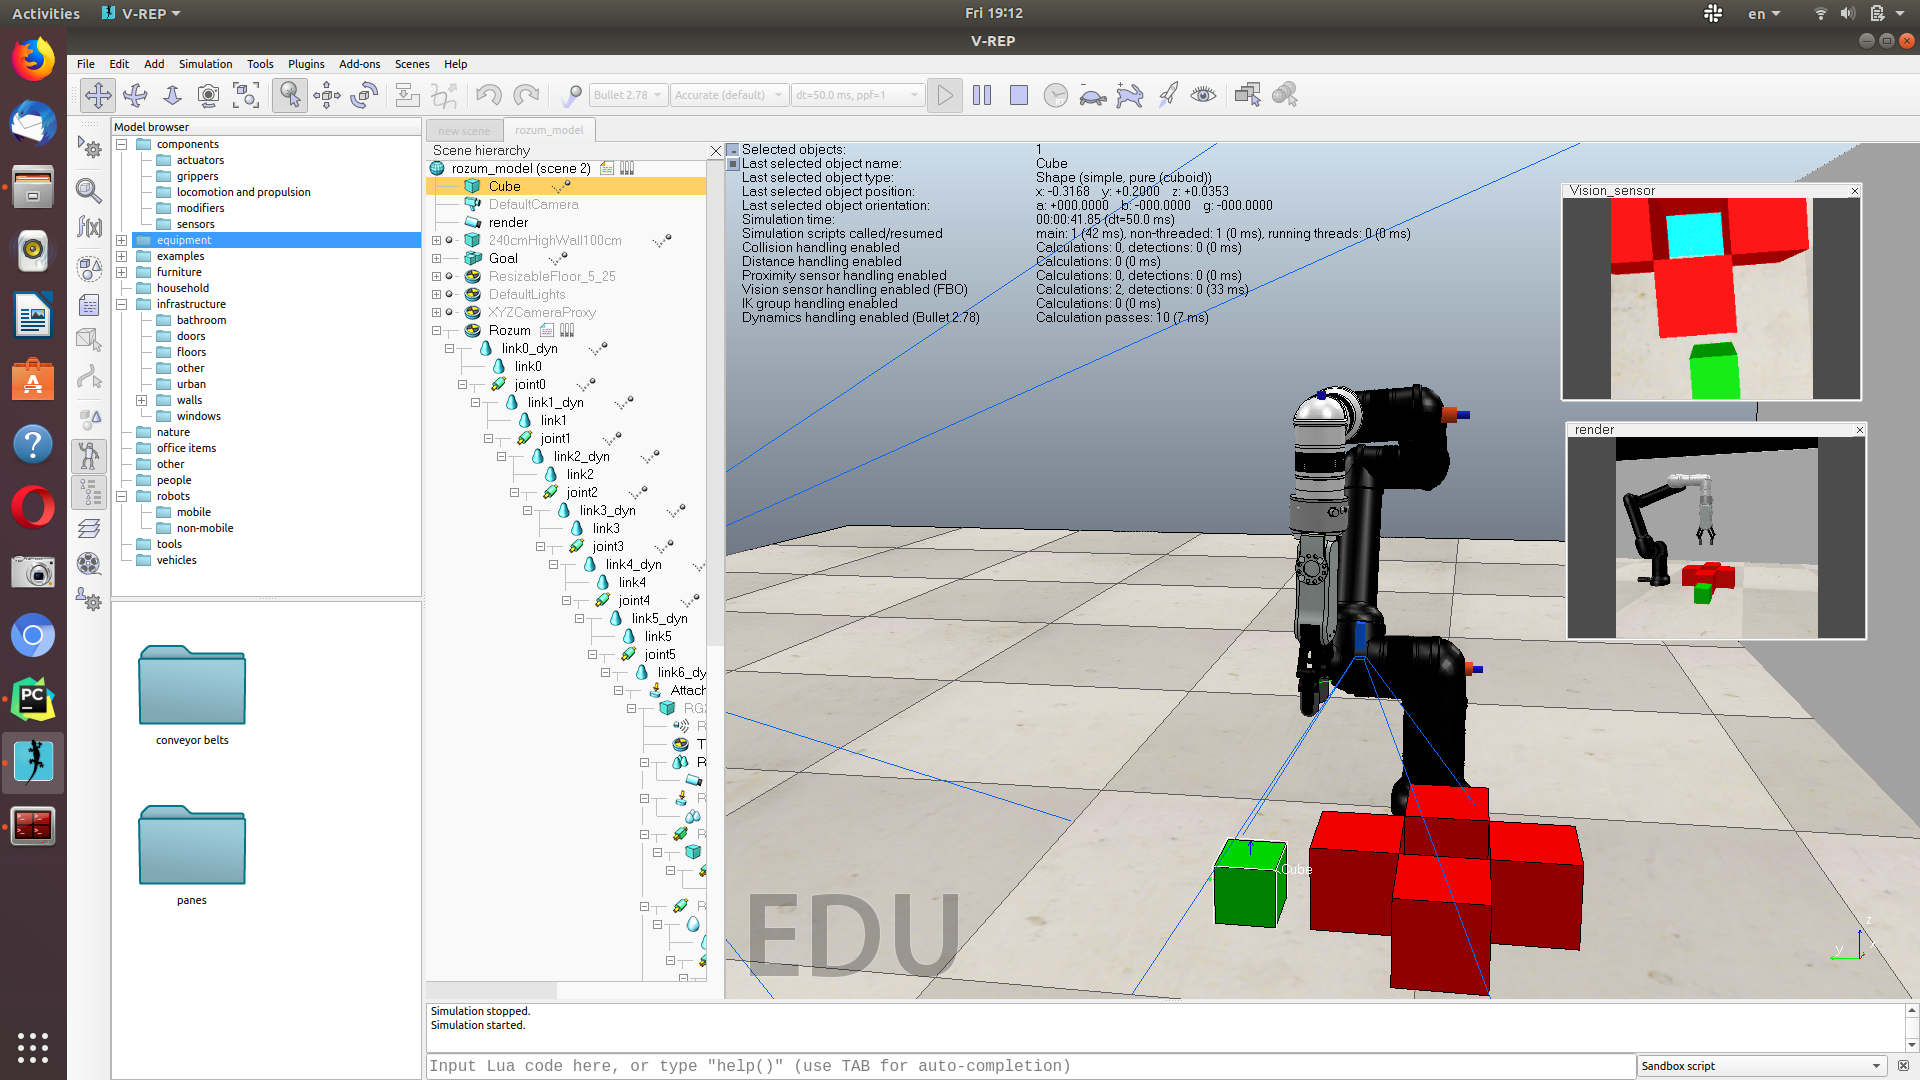 Activities
V-REP
Fri 19:12
en
V-REP
File Edit Add Simulation Tools Plugins Add-ons Scenes Help
Bullet 2.78
Accurate (default)
dt=50.0 ms, ppf=1
Model browser
components
actuators
grippers
locomotion and propulsion
modifiers
sensors
equipment
examples
furniture
household
infrastructure
bathroom
doors
floors
other
urban
walls
windows
nature
office items
other
people
robots
mobile
non-mobile
tools
vehicles
conveyor belts
panes
new scene
rozum_model
Scene hierarchy
rozum_model (scene 2)
Cube
DefaultCamera
render
240cmHighWall100cm
Goal
ResizableFloor_5_25
DefaultLights
XYZCameraProxy
Rozum
link0_dyn
link0
joint0
link1_dyn
link1
joint1
link2_dyn
link2
joint2
link3_dyn
link3
joint3
link4_dyn
link4
joint4
link5_dyn
link5
joint5
link6_dy
Attach
RG
R
T
R
R
R
R
Selected objects: 1
Last selected object name: Cube
Last selected object type: Shape (simple, pure (cuboid))
Last selected object position: x: -0.3168 y: +0.2000 z: +0.0353
Last selected object orientation: a: +000.0000 b: -000.0000 g: -000.0000
Simulation time: 00:00:41.85 (dt=50.0 ms)
Simulation scripts called/resumed main: 1 (42 ms), non-threaded: 1 (0 ms), running threads: 0 (0 ms)
Collision handling enabled Calculations: 0, detections: 0 (0 ms)
Distance handling enabled Calculations: 0 (0 ms)
Proximity sensor handling enabled Calculations: 0, detections: 0 (0 ms)
Vision sensor handling enabled (FBO) Calculations: 2, detections: 0 (33 ms)
IK group handling enabled Calculations: 0 (0 ms)
Dynamics handling enabled (Bullet 2.78) Calculation passes: 10 (7 ms)
Vision_sensor
render
Cube
EDU
z
y
x
Simulation stopped.
Simulation started.
Input Lua code here, or type "help()" (use TAB for auto-completion)
Sandbox script
PC